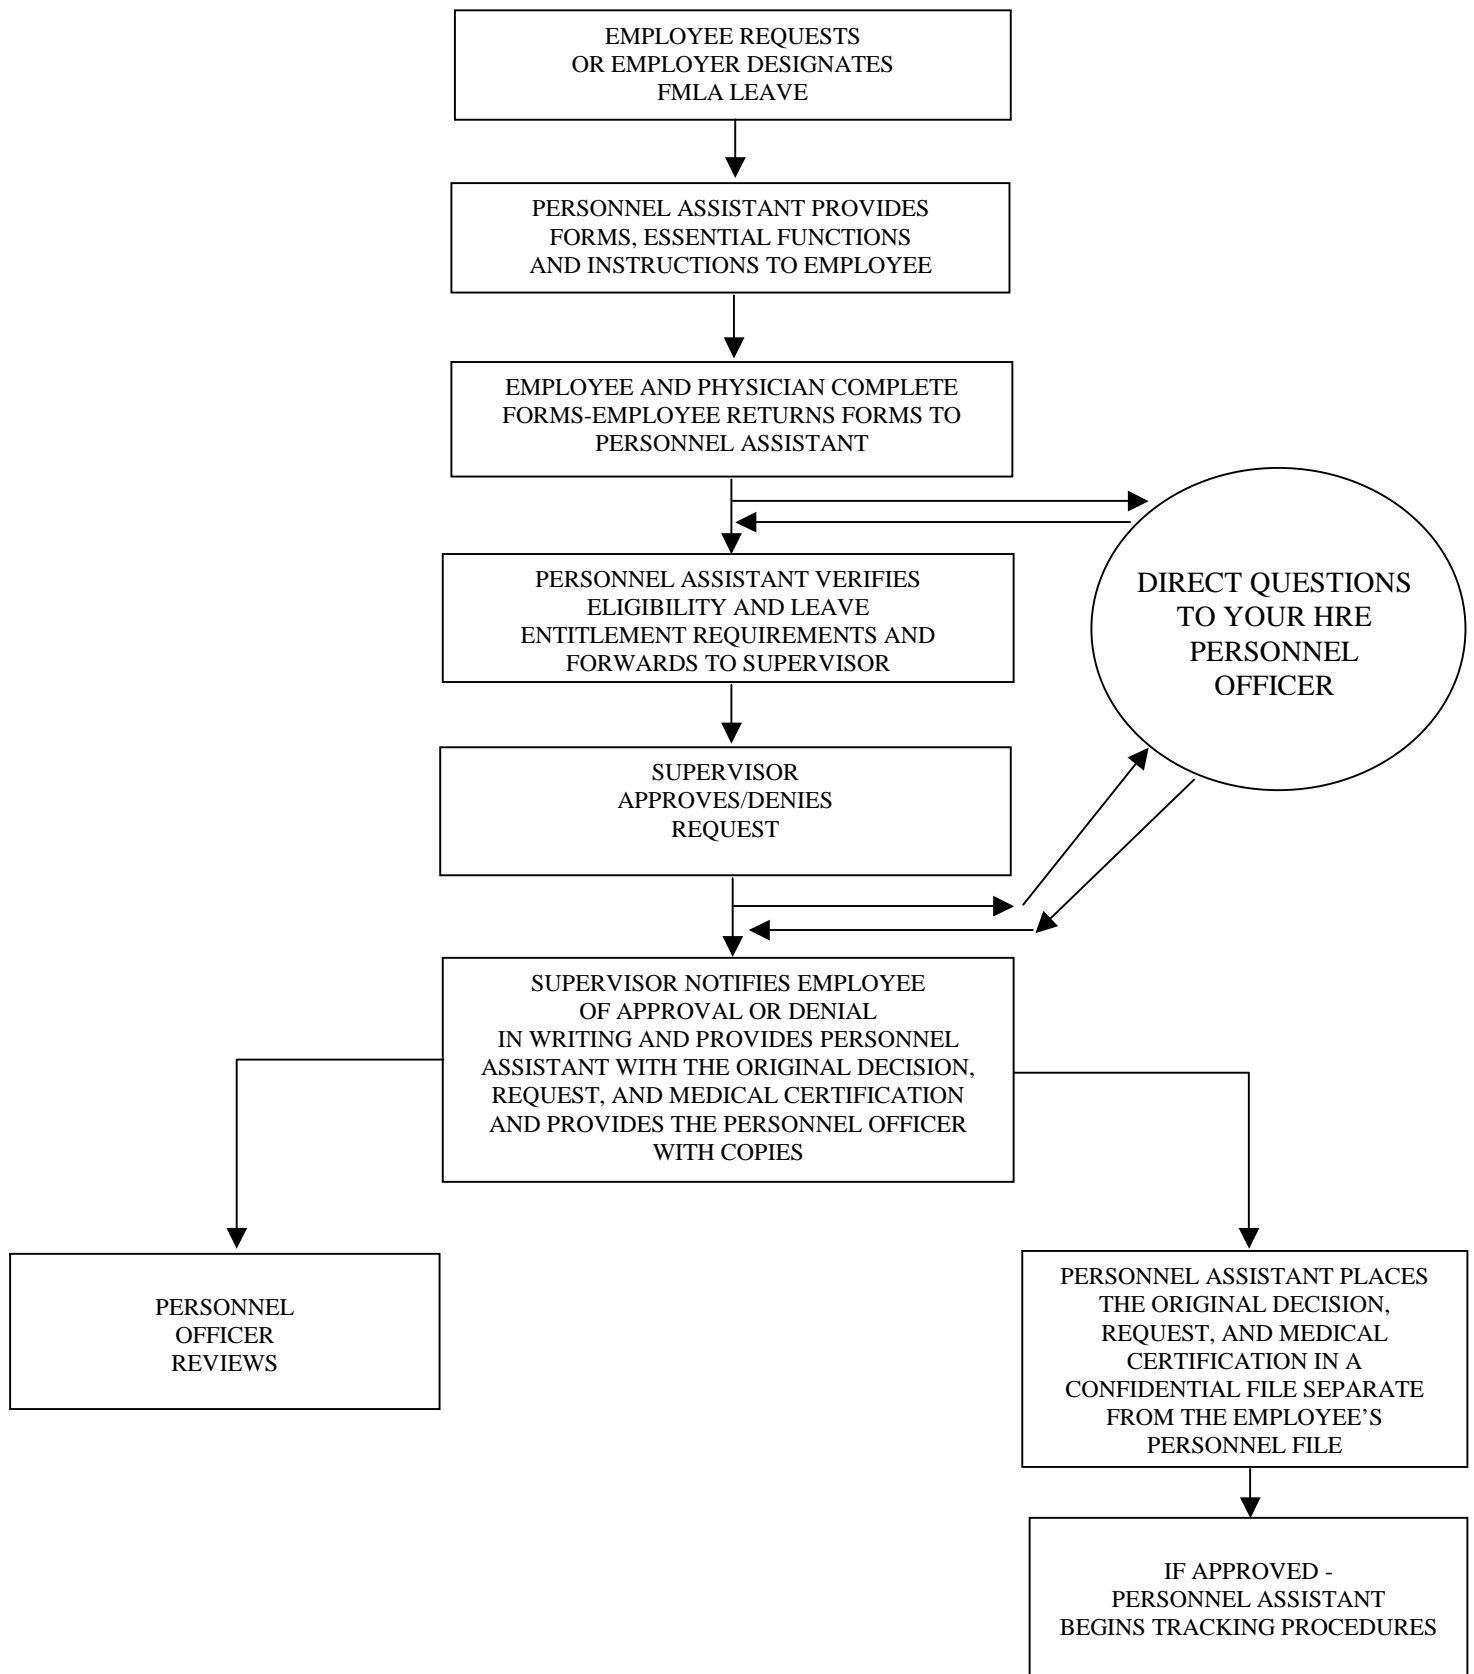 EMPLOYEE REQUESTS
OR EMPLOYER DESIGNATES
FMLA LEAVE
PERSONNEL ASSISTANT PROVIDES
FORMS, ESSENTIAL FUNCTIONS
AND INSTRUCTIONS TO EMPLOYEE
EMPLOYEE AND PHYSICIAN COMPLETE
FORMS-EMPLOYEE RETURNS FORMS TO
PERSONNEL ASSISTANT
DIRECT QUESTIONS
TO YOUR HRE
PERSONNEL
OFFICER
PERSONNEL ASSISTANT VERIFIES
ELIGIBILITY AND LEAVE
ENTITLEMENT REQUIREMENTS AND
FORWARDS TO SUPERVISOR
SUPERVISOR
APPROVES/DENIES
REQUEST
SUPERVISOR NOTIFIES EMPLOYEE
OF APPROVAL OR DENIAL
IN WRITING AND PROVIDES PERSONNEL
ASSISTANT WITH THE ORIGINAL DECISION,
REQUEST, AND MEDICAL CERTIFICATION
AND PROVIDES THE PERSONNEL OFFICER
WITH COPIES
PERSONNEL
OFFICER
REVIEWS
PERSONNEL ASSISTANT PLACES
THE ORIGINAL DECISION,
REQUEST, AND MEDICAL
CERTIFICATION IN A
CONFIDENTIAL FILE SEPARATE
FROM THE EMPLOYEE’S
PERSONNEL FILE
IF APPROVED -
PERSONNEL ASSISTANT
BEGINS TRACKING PROCEDURES